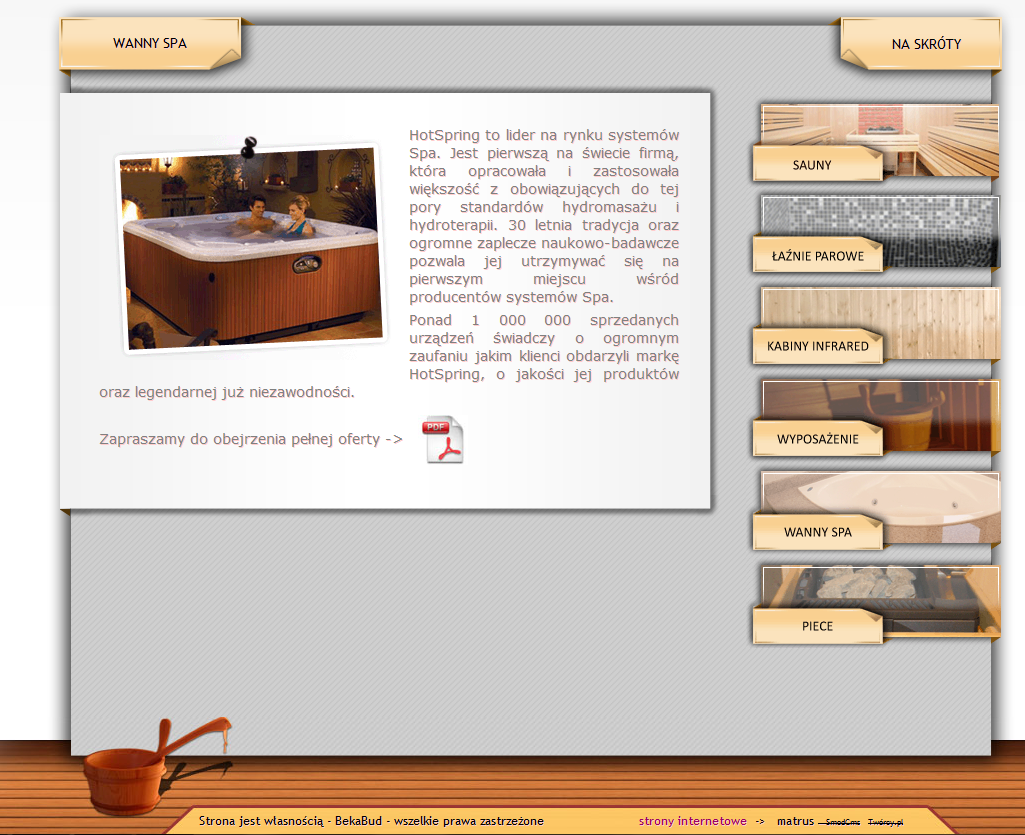 WANNY SPA
NA SKRÓTY
HotSpring to lider na rynku systemów
Spa. Jest pierwszą na świecie firmą,
która opracowała i zastosowała
większość z obowiązujących do tej
pory standardów hydromasażu i
hydroterapii. 30 letnia tradycja oraz
ogromne zaplecze naukowo-badawcze
pozwala jej utrzymywać się na
pierwszym miejscu wśród
producentów systemów Spa.
Ponad 1 000 000 sprzedanych
urządzeń świadczy o ogromnym
zaufaniu jakim klienci obdarzyli markę
HotSpring, o jakości jej produktów
oraz legendarnej już niezawodności.
Zapraszamy do obejrzenia pełnej oferty ->
PDF
SAUNY
ŁAŹNIE PAROWE
KABINY INFRARED
WYPOSAŻENIE
WANNY SPA
PIECE
Strona jest własnością - BekaBud - wszelkie prawa zastrzeżone
strony internetowe -> matrus SmodCms Twórcy.pl